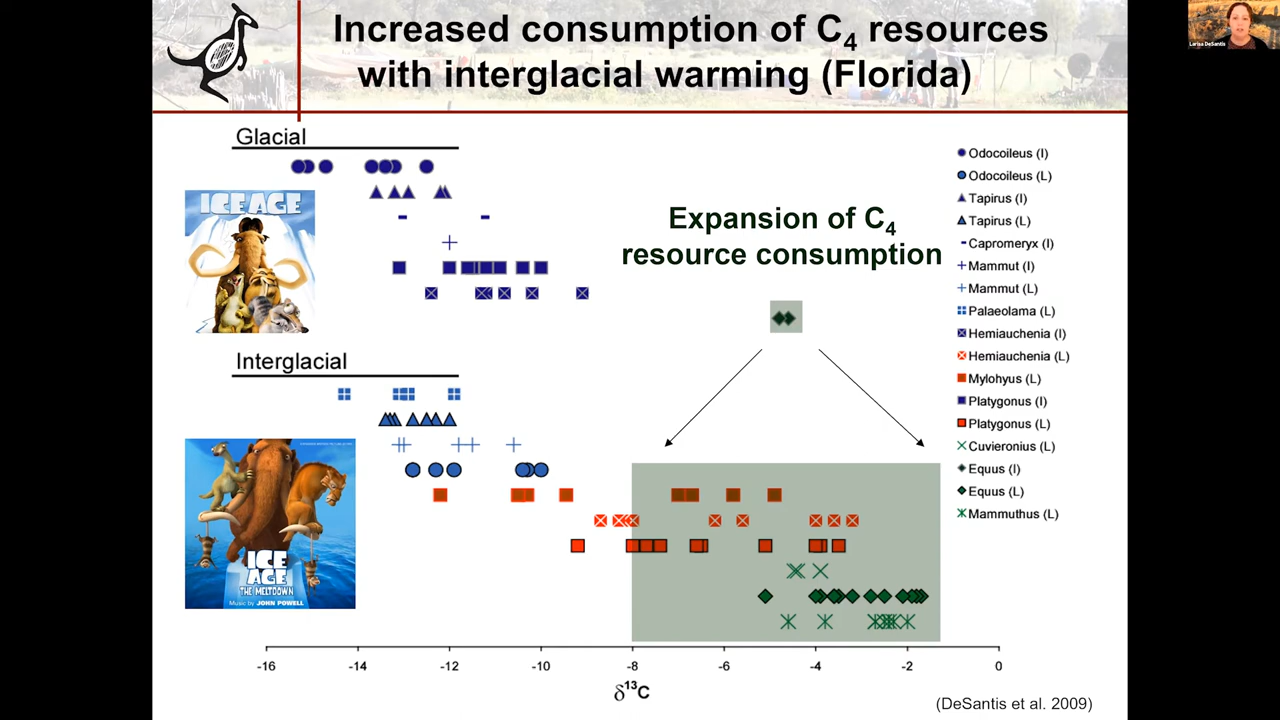 Increased consumption of C4 resources
with interglacial warming (Florida)
Larisa DeSantis
Glacial
ICE AGE
Expansion of C4
resource consumption
Interglacial
ICE
AGE
THE MELTDOWN
Music by JOHN POWELL
Odocoileus (I)
Odocoileus (L)
Tapirus (I)
Tapirus (L)
Capromeryx (I)
Mammut (I)
Mammut (L)
Palaeolama (L)
Hemiauchenia (I)
Hemiauchenia (L)
Mylohyus (L)
Platygonus (I)
Platygonus (L)
Cuvieronius (L)
Equus (I)
Equus (L)
Mammuthus (L)
-16 -14 -12 -10 -8 -6 -4 -2 0
δ13C
(DeSantis et al. 2009)